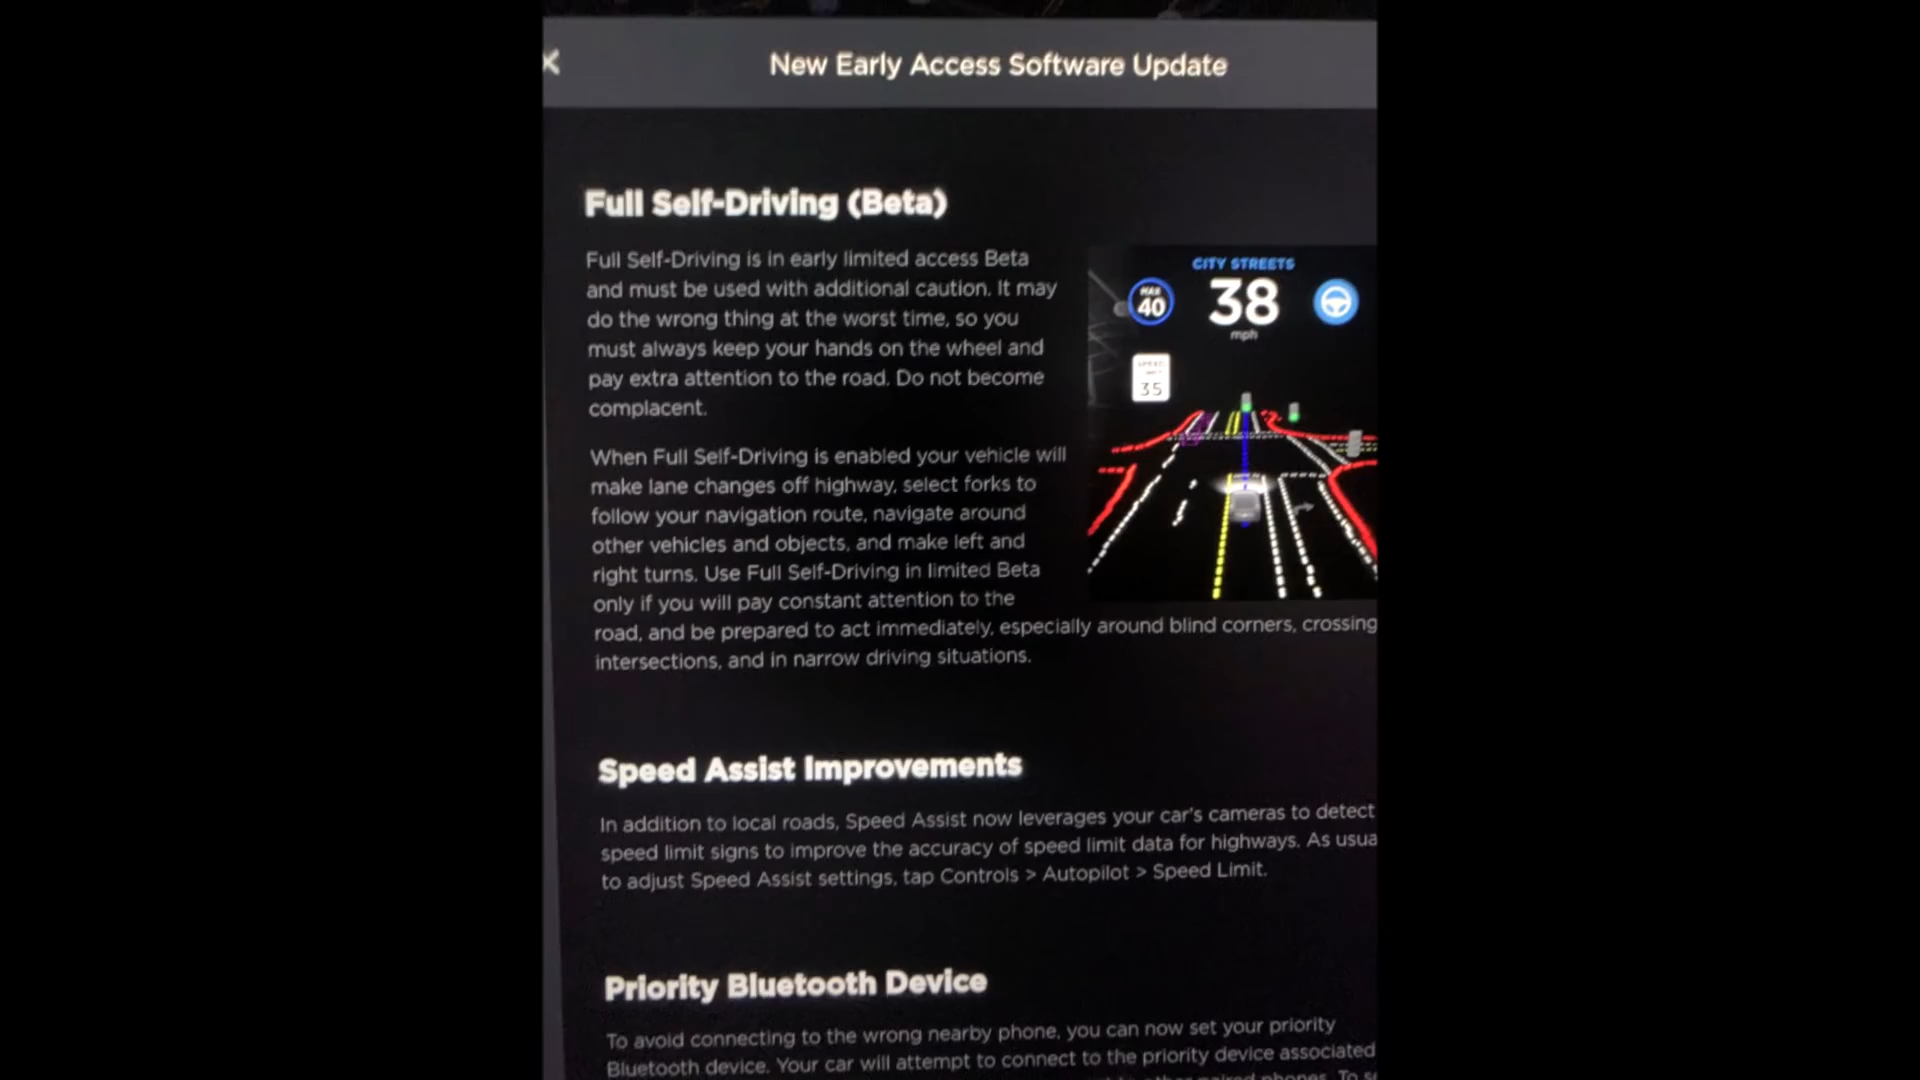 New Early Access Software Update
Full Self-Driving (Beta)
Full Self-Driving is in early limited access Beta
and must be used with additional caution. It may
do the wrong thing at the worst time, so you
must always keep your hands on the wheel and
pay extra attention to the road. Do not become
complacent.
When Full Self-Driving is enabled your vehicle will
make lane changes off highway, select forks to
follow your navigation route, navigate around
other vehicles and objects, and make left and
right turns. Use Full Self-Driving in limited Beta
only if you will pay constant attention to the
road, and be prepared to act immediately, especially around blind corners, crossing
intersections, and in narrow driving situations.
CITY STREETS
MAX
40
38
mph
SPEED
LIMIT
35
Speed Assist Improvements
In addition to local roads, Speed Assist now leverages your car's cameras to detect
speed limit signs to improve the accuracy of speed limit data for highways. As usua
to adjust Speed Assist settings, tap Controls > Autopilot > Speed Limit.
Priority Bluetooth Device
To avoid connecting to the wrong nearby phone, you can now set your priority
Bluetooth device. Your car will attempt to connect to the priority device associated
phones. To